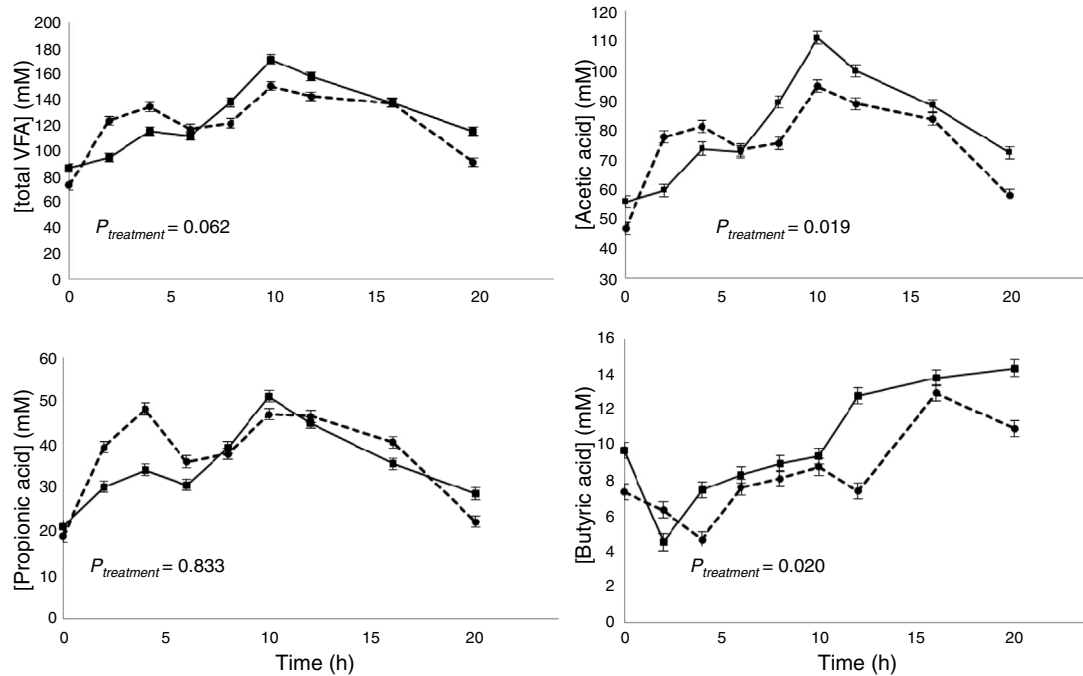 [total VFA] (mM)
200
180
160
140
120
100
80
60
40
20
0
P_treatment = 0.062
0 5 10 15 20
[Acetic acid] (mM)
120
110
100
90
80
70
60
50
40
30
P_treatment = 0.019
0 5 10 15 20
[Propionic acid] (mM)
60
50
40
30
20
10
0
P_treatment = 0.833
0 5 10 15 20
Time (h)
[Butyric acid] (mM)
16
14
12
10
8
6
4
2
0
P_treatment = 0.020
0 5 10 15 20
Time (h)